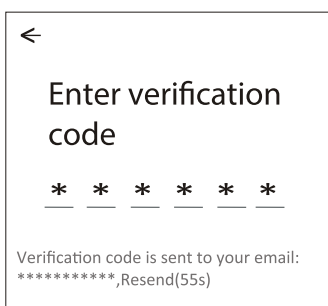 Enter verification
code
* * * * * *
Verification code is sent to your email:
***********,Resend(55s)